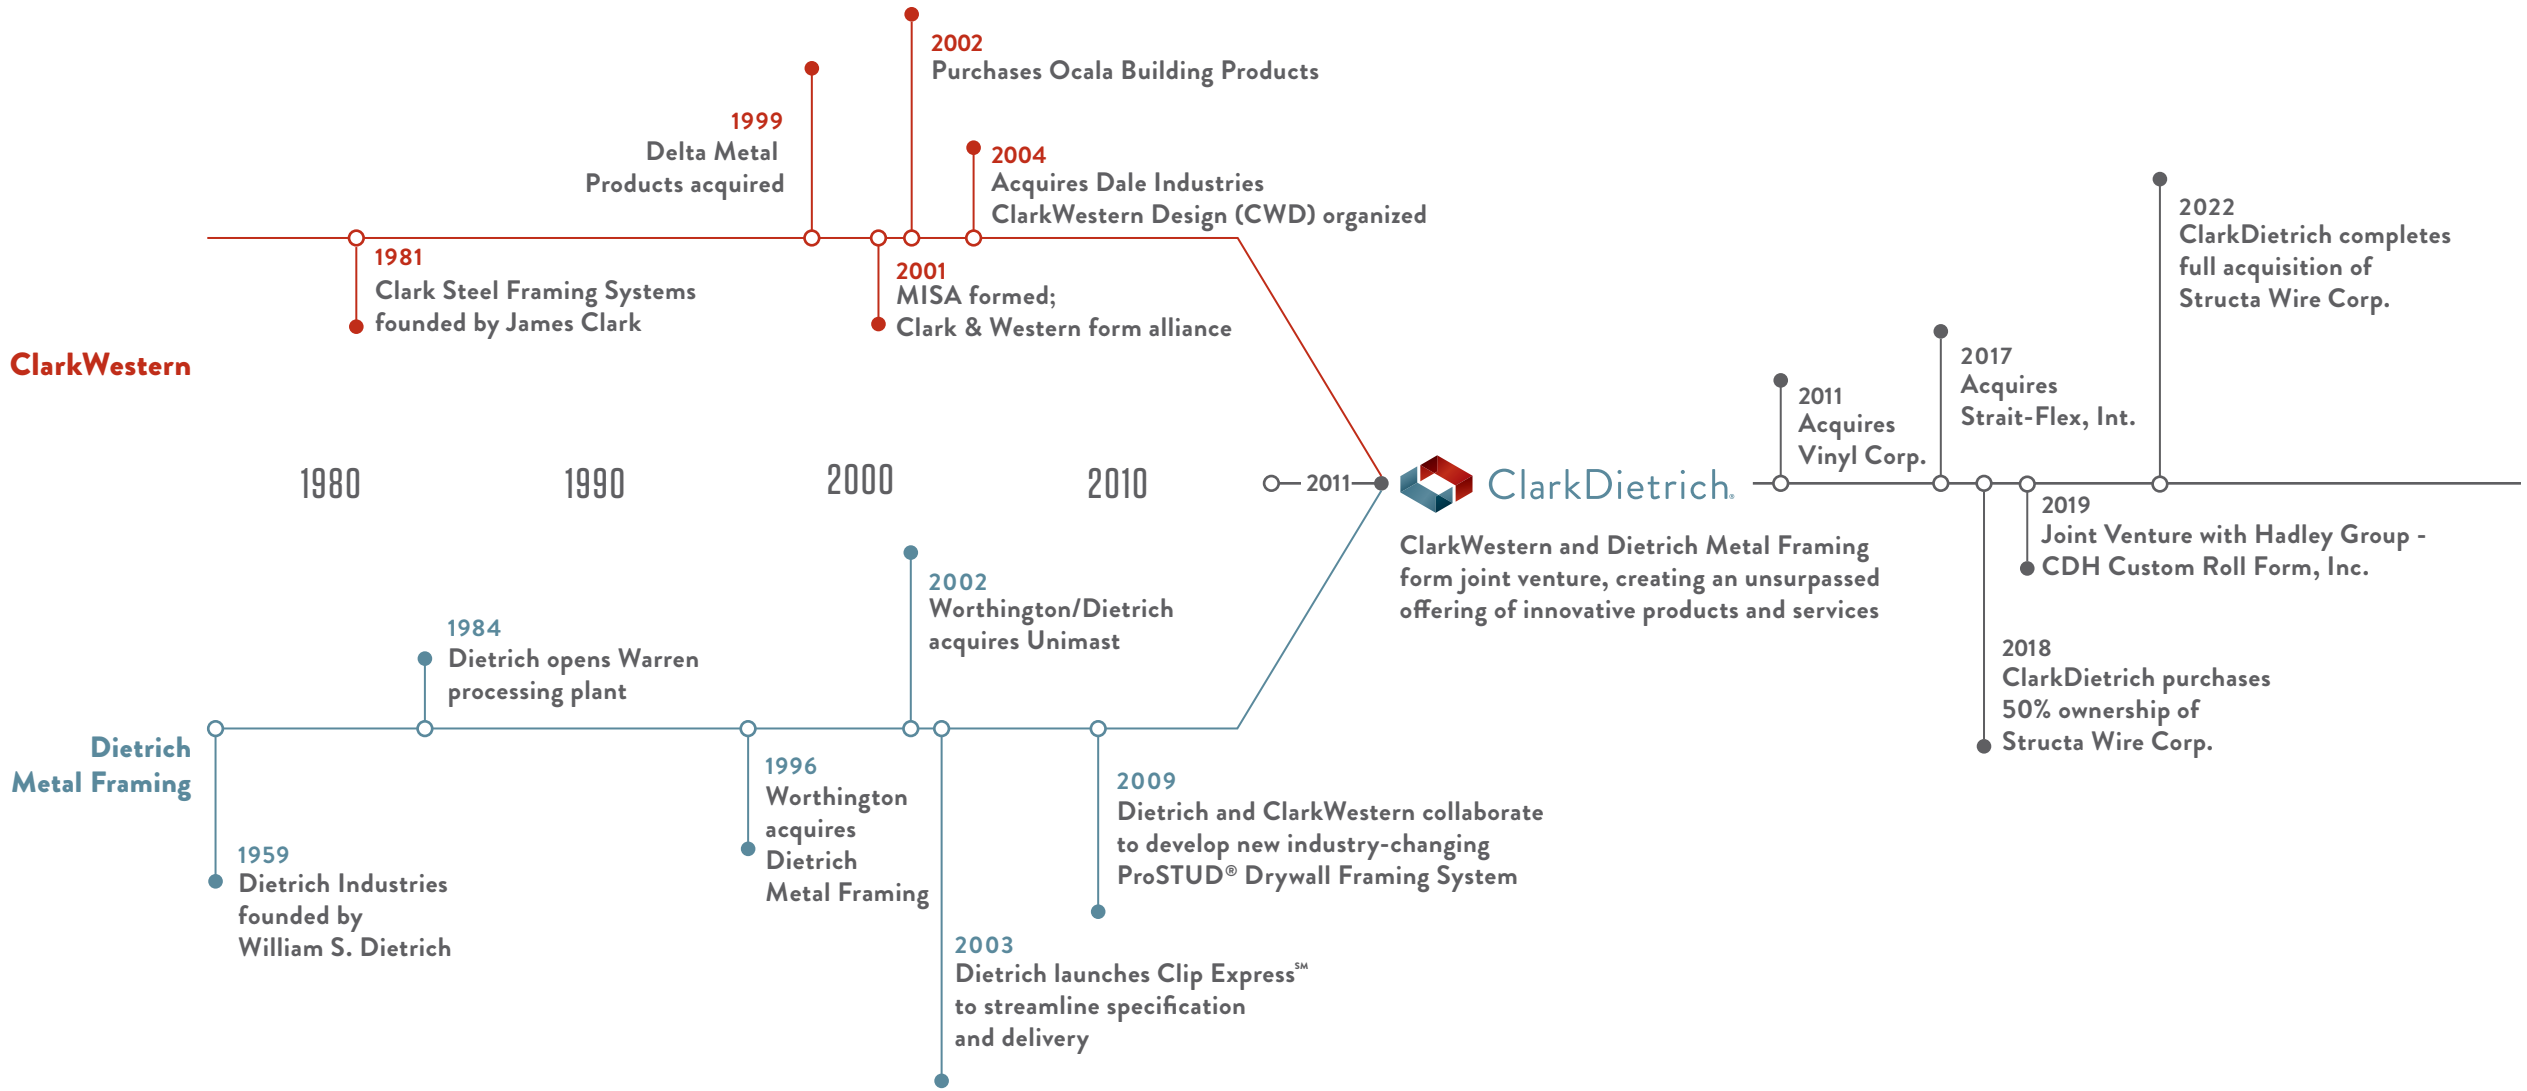 2002
Purchases Ocala Building Products
1999
Delta Metal
Products acquired
2004
Acquires Dale Industries
ClarkWestern Design (CWD) organized
1981
Clark Steel Framing Systems
founded by James Clark
2001
MISA formed;
Clark & Western form alliance
ClarkWestern
1980
1990
2000
2010
2011
ClarkDietrich®
ClarkWestern and Dietrich Metal Framing
form joint venture, creating an unsurpassed
offering of innovative products and services
2011
Acquires
Vinyl Corp.
2017
Acquires
Strait-Flex, Int.
2022
ClarkDietrich completes
full acquisition of
Structa Wire Corp.
2019
Joint Venture with Hadley Group -
CDH Custom Roll Form, Inc.
2018
ClarkDietrich purchases
50% ownership of
Structa Wire Corp.
2002
Worthington/Dietrich
acquires Unimast
1984
Dietrich opens Warren
processing plant
Dietrich
Metal Framing
1959
Dietrich Industries
founded by
William S. Dietrich
1996
Worthington
acquires
Dietrich
Metal Framing
2003
Dietrich launches Clip Express℠
to streamline specification
and delivery
2009
Dietrich and ClarkWestern collaborate
to develop new industry-changing
ProSTUD® Drywall Framing System